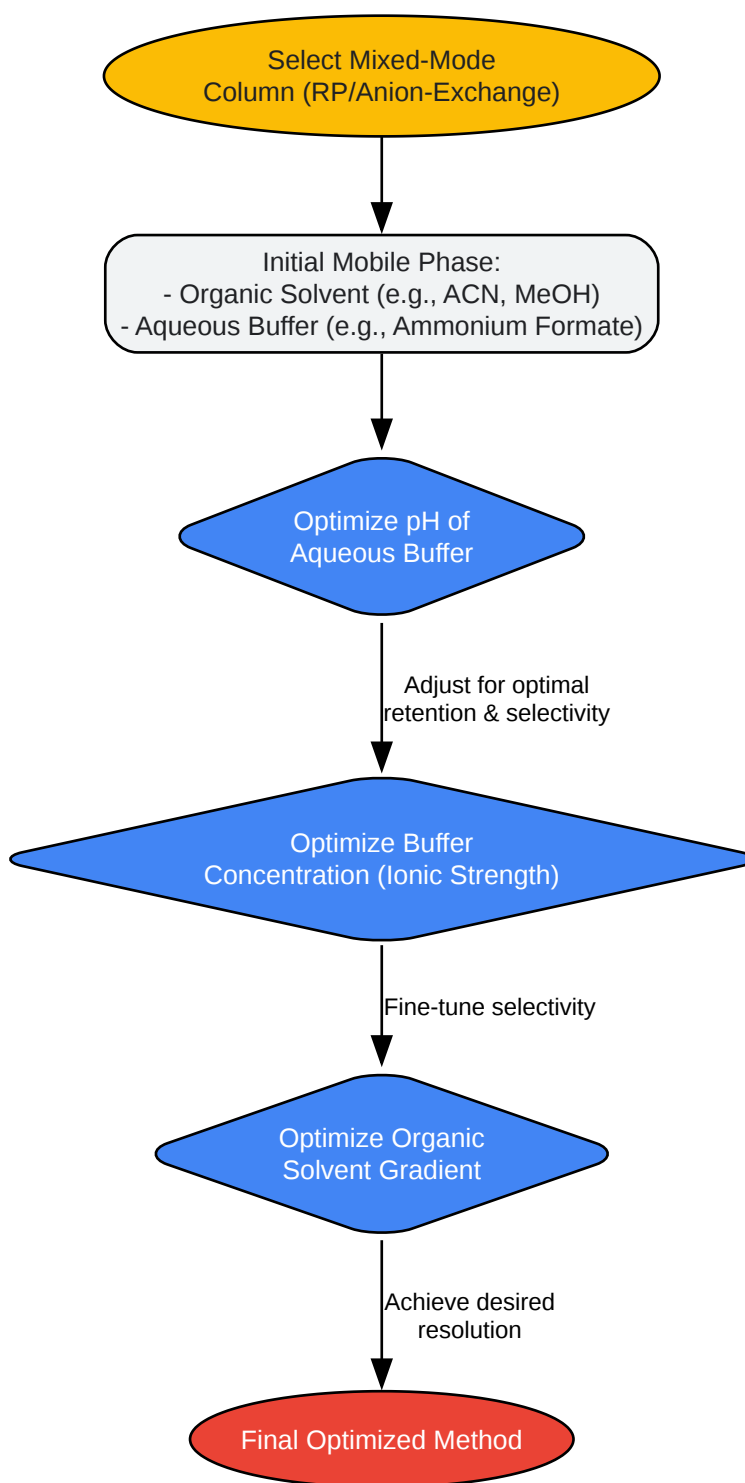 Select Mixed-Mode
Column (RP/Anion-Exchange)
Initial Mobile Phase:
- Organic Solvent (e.g., ACN, MeOH)
- Aqueous Buffer (e.g., Ammonium Formate)
Optimize pH of
Aqueous Buffer
Adjust for optimal
retention & selectivity
Optimize Buffer
Concentration (Ionic Strength)
Fine-tune selectivity
Optimize Organic
Solvent Gradient
Achieve desired
resolution
Final Optimized Method